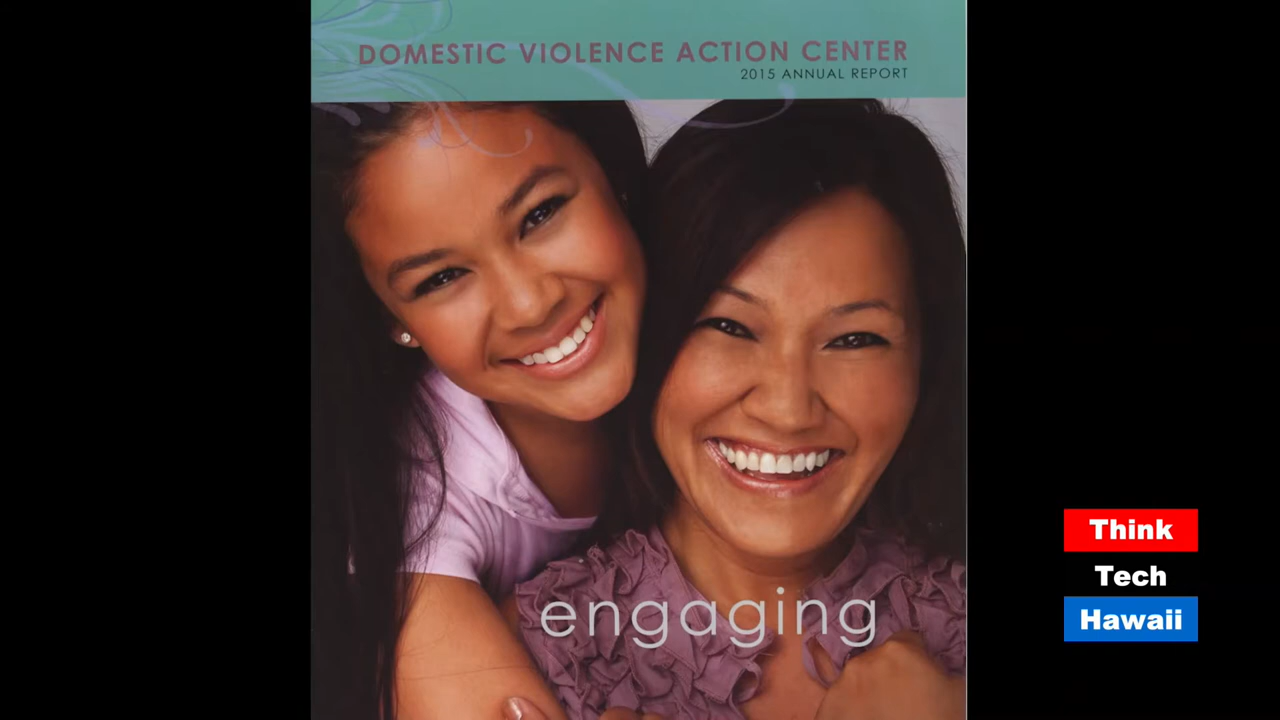 DOMESTIC VIOLENCE ACTION CENTER
2015 ANNUAL REPORT
engaging
Think
Tech
Hawaii